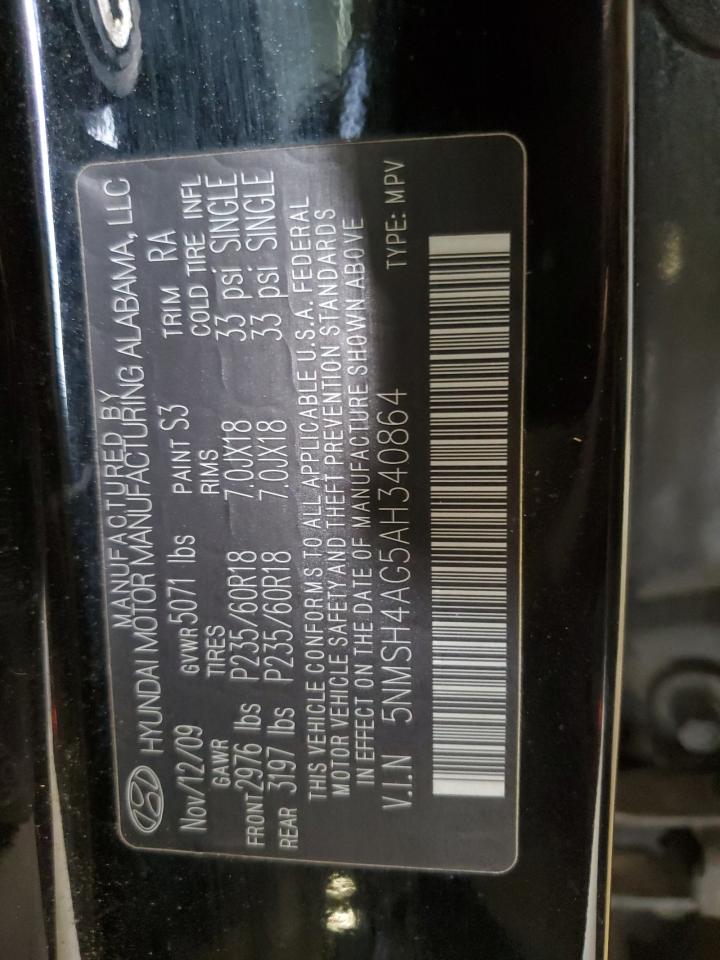 MANUFACTURED BY
HYUNDAI MOTOR MANUFACTURING ALABAMA, LLC
Nov/12/09 GVWR 5071 lbs PAINT S3 TRIM RA
GAWR TIRES RIMS COLD TIRE INFL
FRONT 2976 lbs P235/60R18 7.0JX18 33 psi SINGLE
REAR 3197 lbs P235/60R18 7.0JX18 33 psi SINGLE
THIS VEHICLE CONFORMS TO ALL APPLICABLE U.S.A. FEDERAL
MOTOR VEHICLE SAFETY AND THEFT PREVENTION STANDARDS
IN EFFECT ON THE DATE OF MANUFACTURE SHOWN ABOVE
V.I.N 5NMSH4AG5AH340864 TYPE: MPV